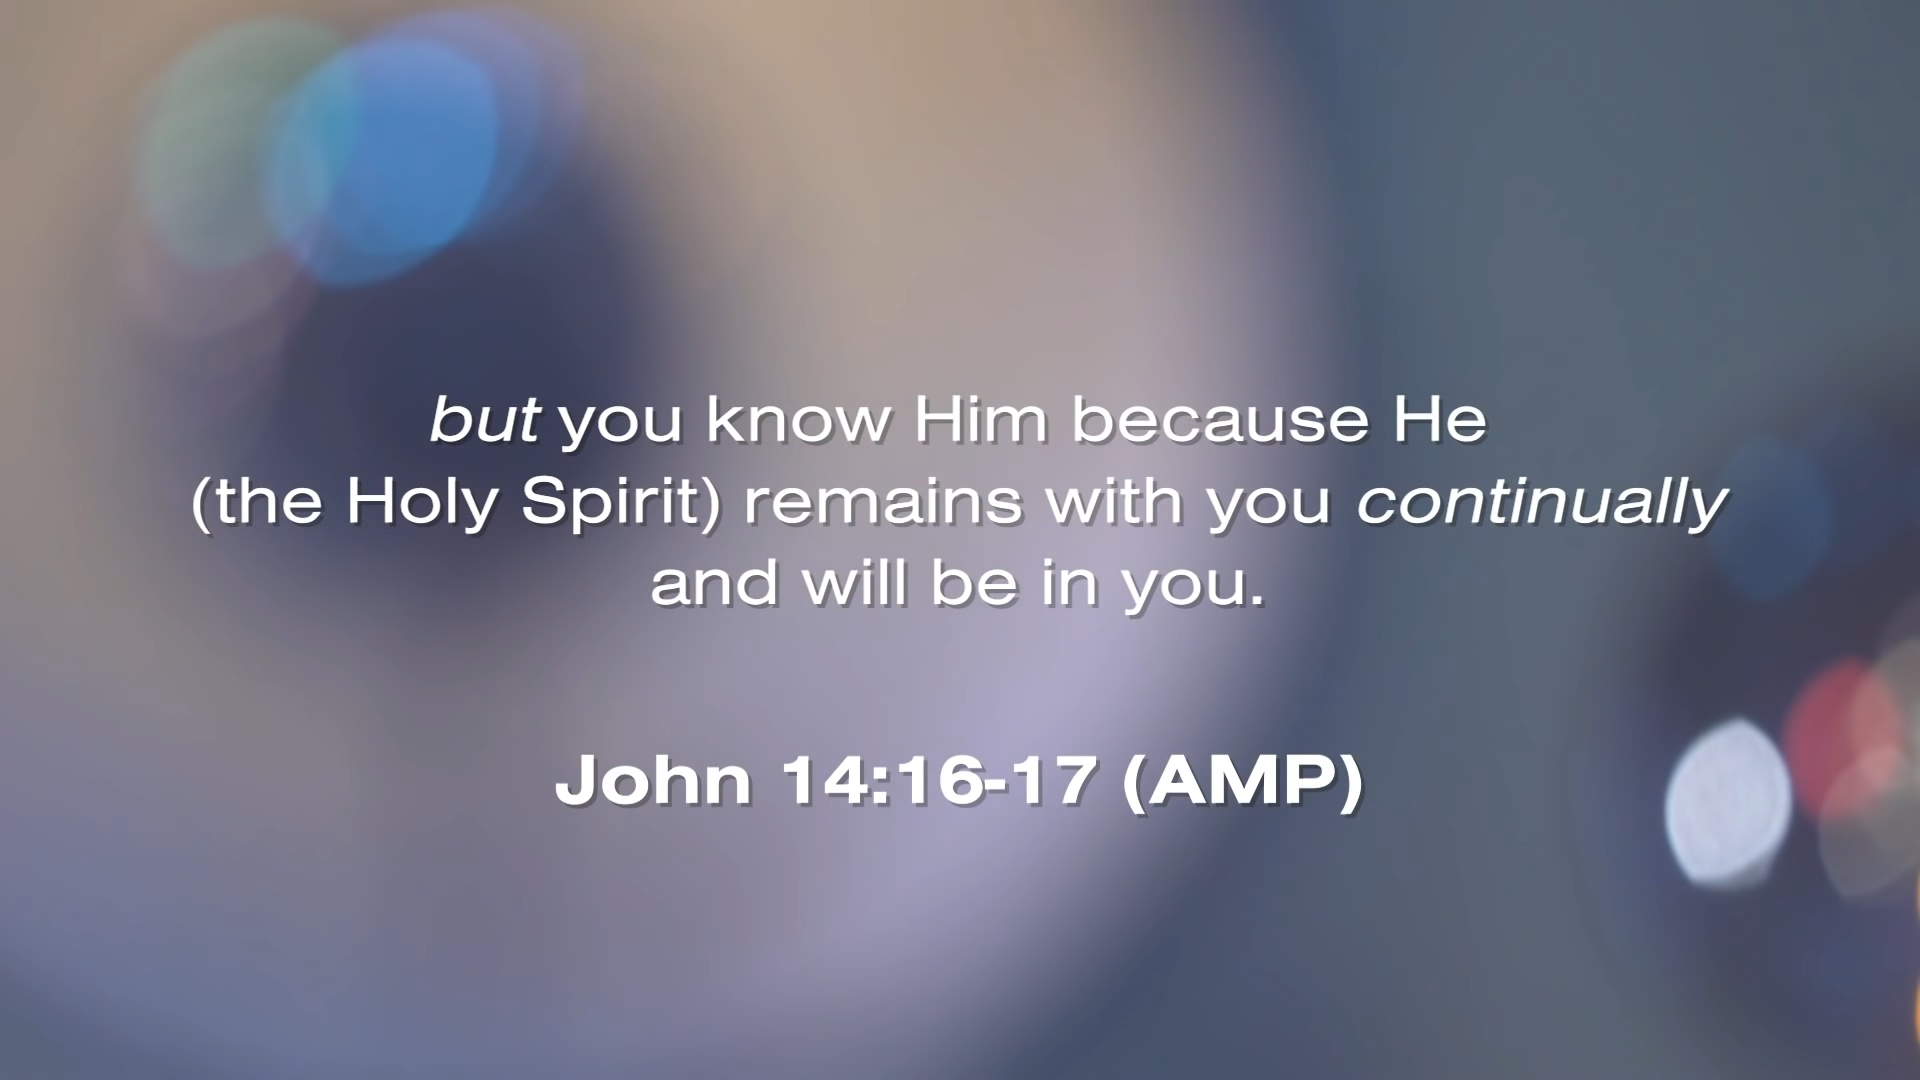 but you know Him because He
(the Holy Spirit) remains with you continually
and will be in you.
John 14:16-17 (AMP)